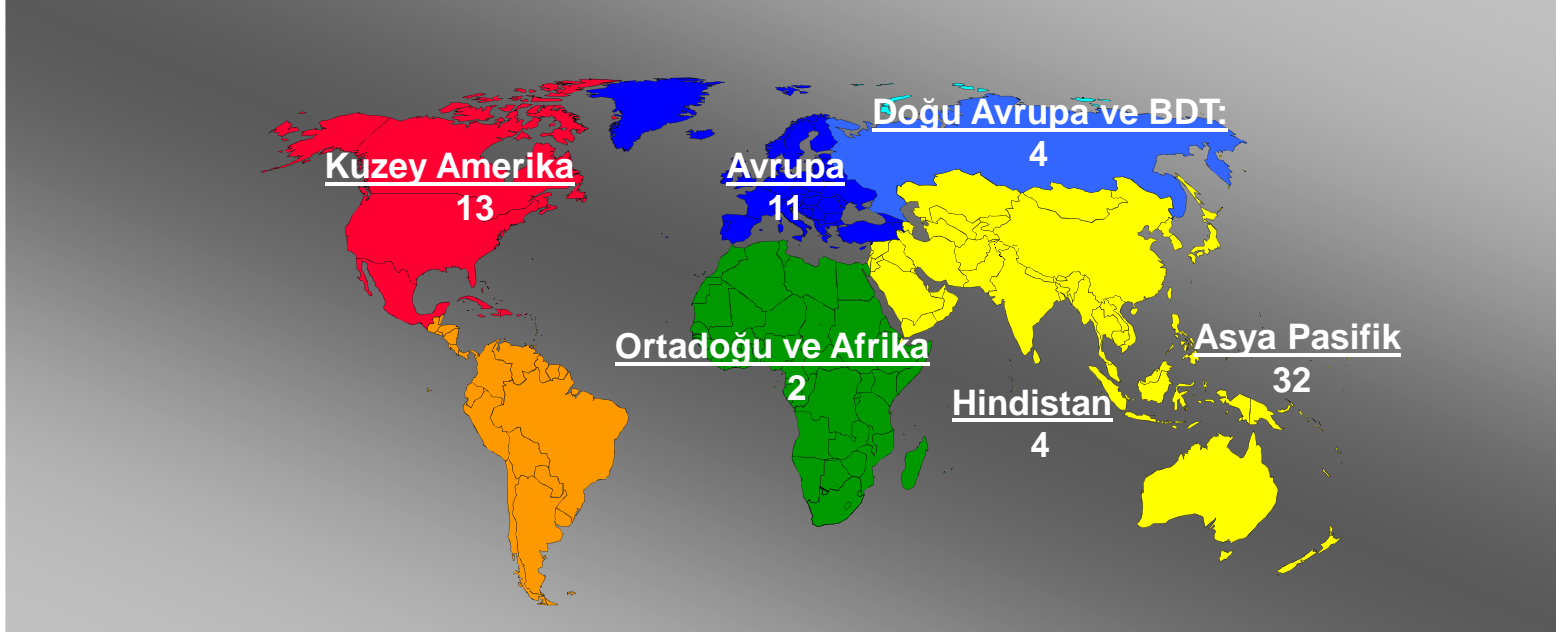 Doğu Avrupa ve BDT:
4
Kuzey Amerika
13
Avrupa
11
Ortadoğu ve Afrika
2
Asya Pasifik
32
Hindistan
4